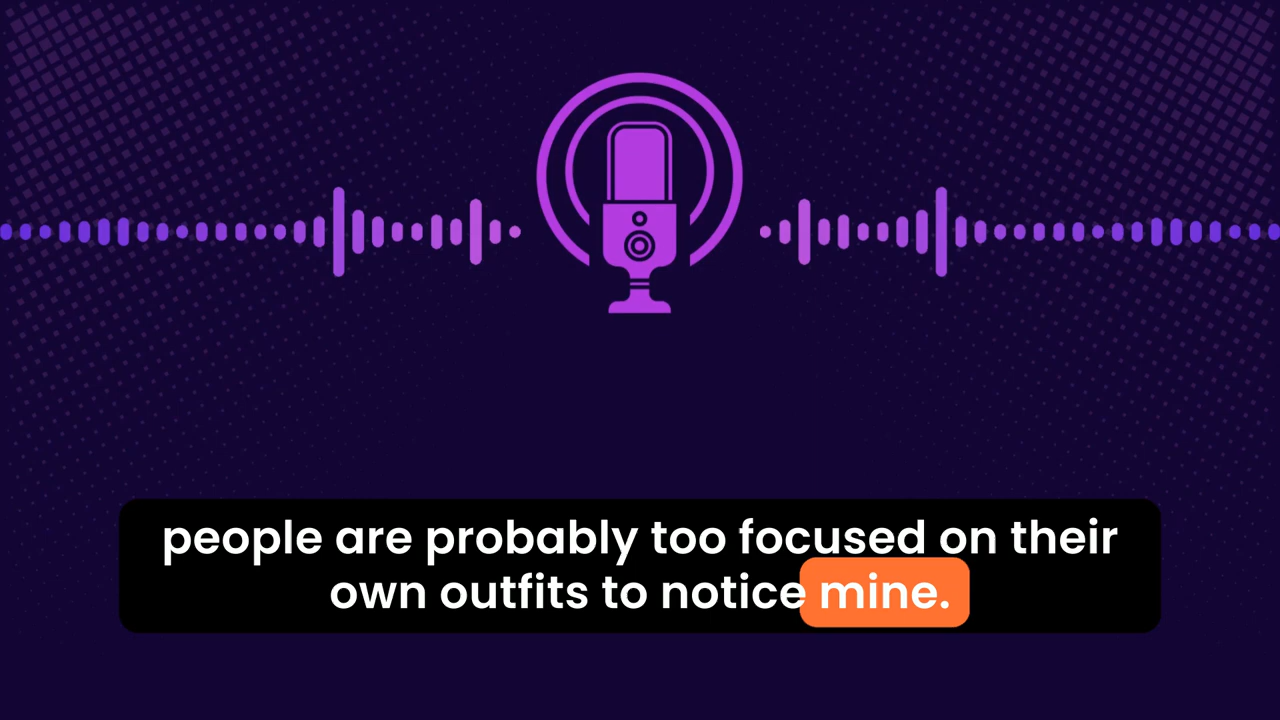 people are probably too focused on their
own outfits to notice mine.